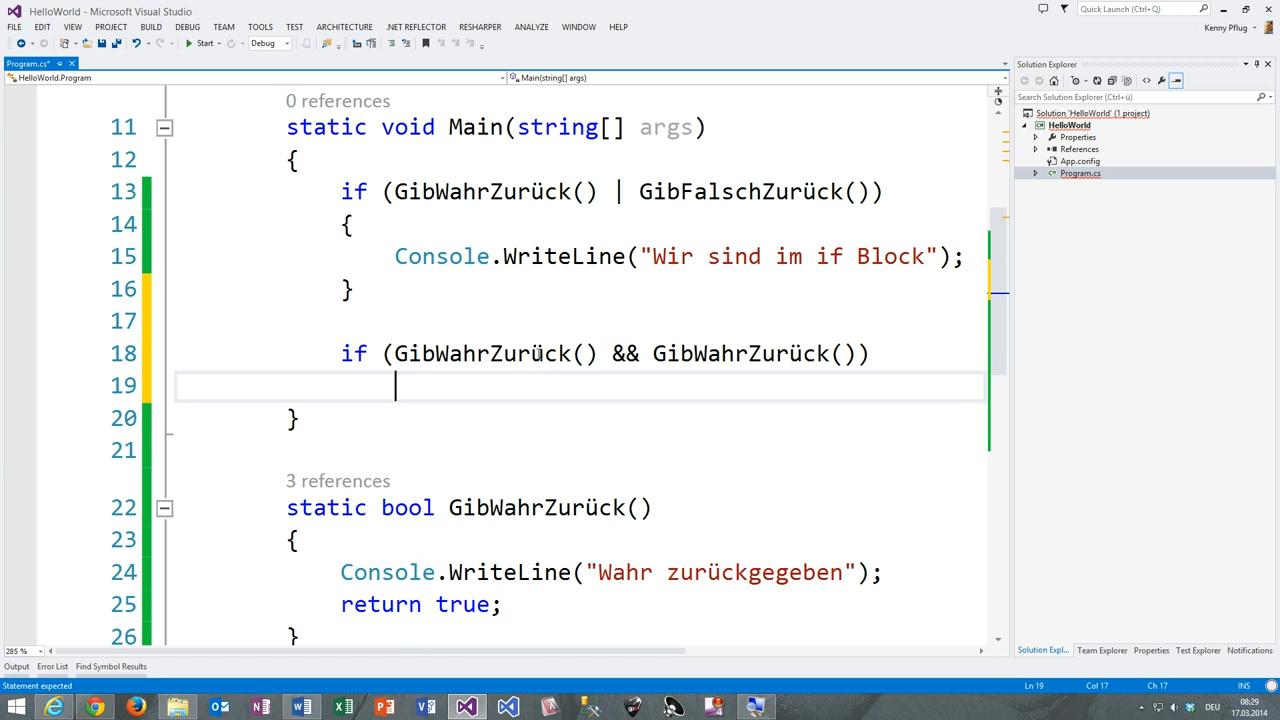 HelloWorld - Microsoft Visual Studio
Quick Launch (Ctrl+Q)
FILE EDIT VIEW PROJECT BUILD DEBUG TEAM TOOLS TEST ARCHITECTURE .NET REFLECTOR RESHARPER ANALYZE WINDOW HELP
Kenny Pflug
Start Debug
Program.cs*
HelloWorld.Program
Main(string[] args)
0 references
11 static void Main(string[] args)
12 {
13 if (GibWahrZurück() | GibFalschZurück())
14 {
15 Console.WriteLine("Wir sind im if Block");
16 }
17
18 if (GibWahrZurück() && GibWahrZurück())
19
20 }
21
3 references
22 static bool GibWahrZurück()
23 {
24 Console.WriteLine("Wahr zurückgegeben");
25 return true;
26 }
285 %
Solution Explorer
Search Solution Explorer (Ctrl+ü)
Solution 'HelloWorld' (1 project)
HelloWorld
Properties
References
App.config
Program.cs
Solution Expl... Team Explorer Properties Test Explorer Notifications
Output Error List Find Symbol Results
Statement expected
Ln 19 Col 17 Ch 17 INS
DEU
08:29
17.03.2014